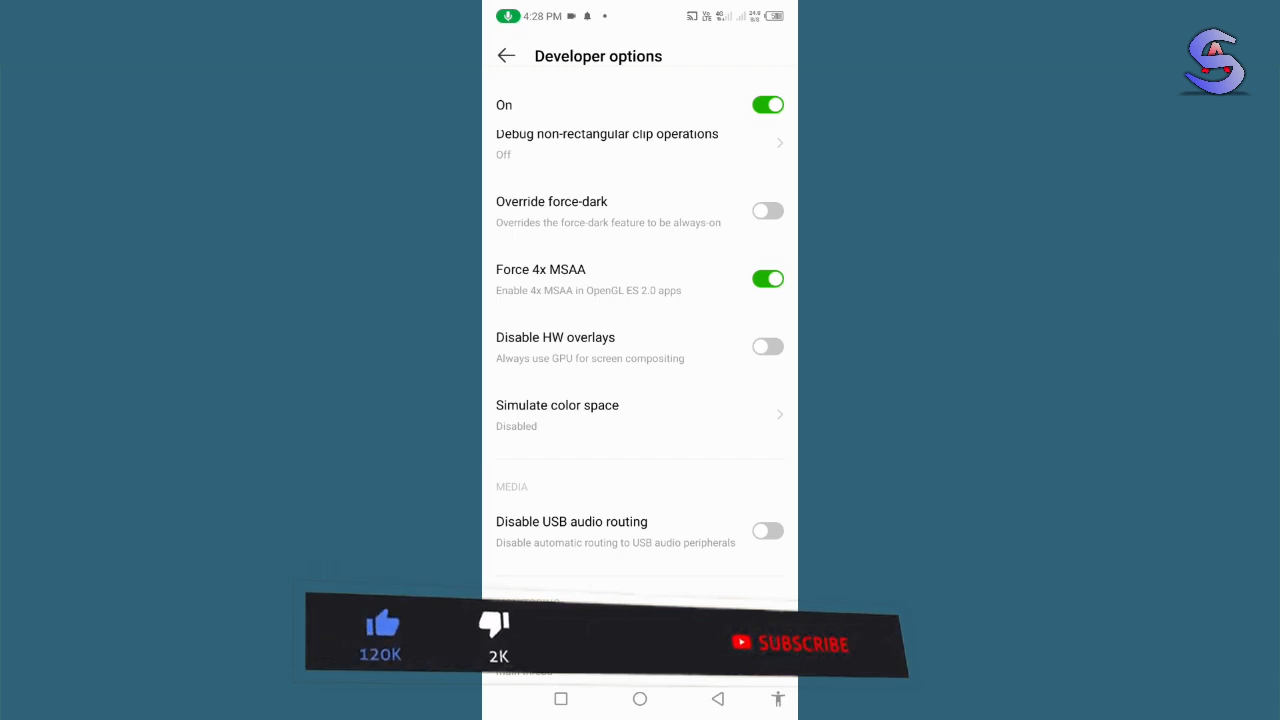 4:28 PM
Developer options
On
Debug non-rectangular clip operations
Off
Override force-dark
Overrides the force-dark feature to be always-on
Force 4x MSAA
Enable 4x MSAA in OpenGL ES 2.0 apps
Disable HW overlays
Always use GPU for screen compositing
Simulate color space
Disabled
MEDIA
Disable USB audio routing
Disable automatic routing to USB audio peripherals
120K
2K
SUBSCRIBE
main thread